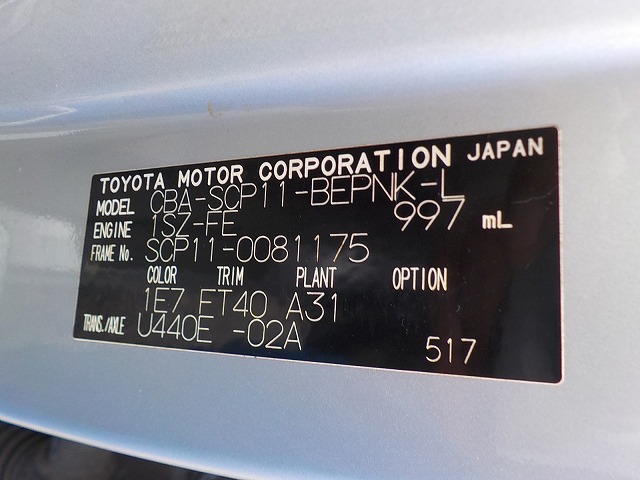 TOYOTA MOTOR CORPORATION JAPAN
MODEL CBA-SCP11-BEPNK-L
ENGINE 1SZ-FE 997 mL
FRAME No. SCP11-0081175
COLOR TRIM PLANT OPTION
1E7 FT40 A31
TRANS./AXLE U440E -02A
517